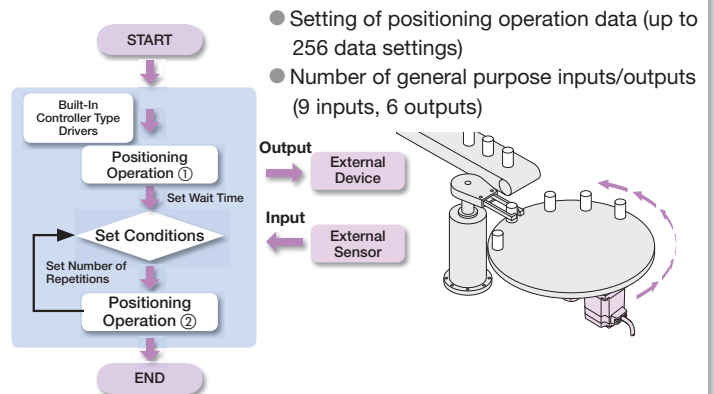 ● Setting of positioning operation data (up to
256 data settings)
● Number of general purpose inputs/outputs
(9 inputs, 6 outputs)
START
Built-In
Controller Type
Drivers
Positioning
Operation ①
Output
External
Device
Set Wait Time
Input
Set Conditions
External
Sensor
Set Number of
Repetitions
Positioning
Operation ②
END